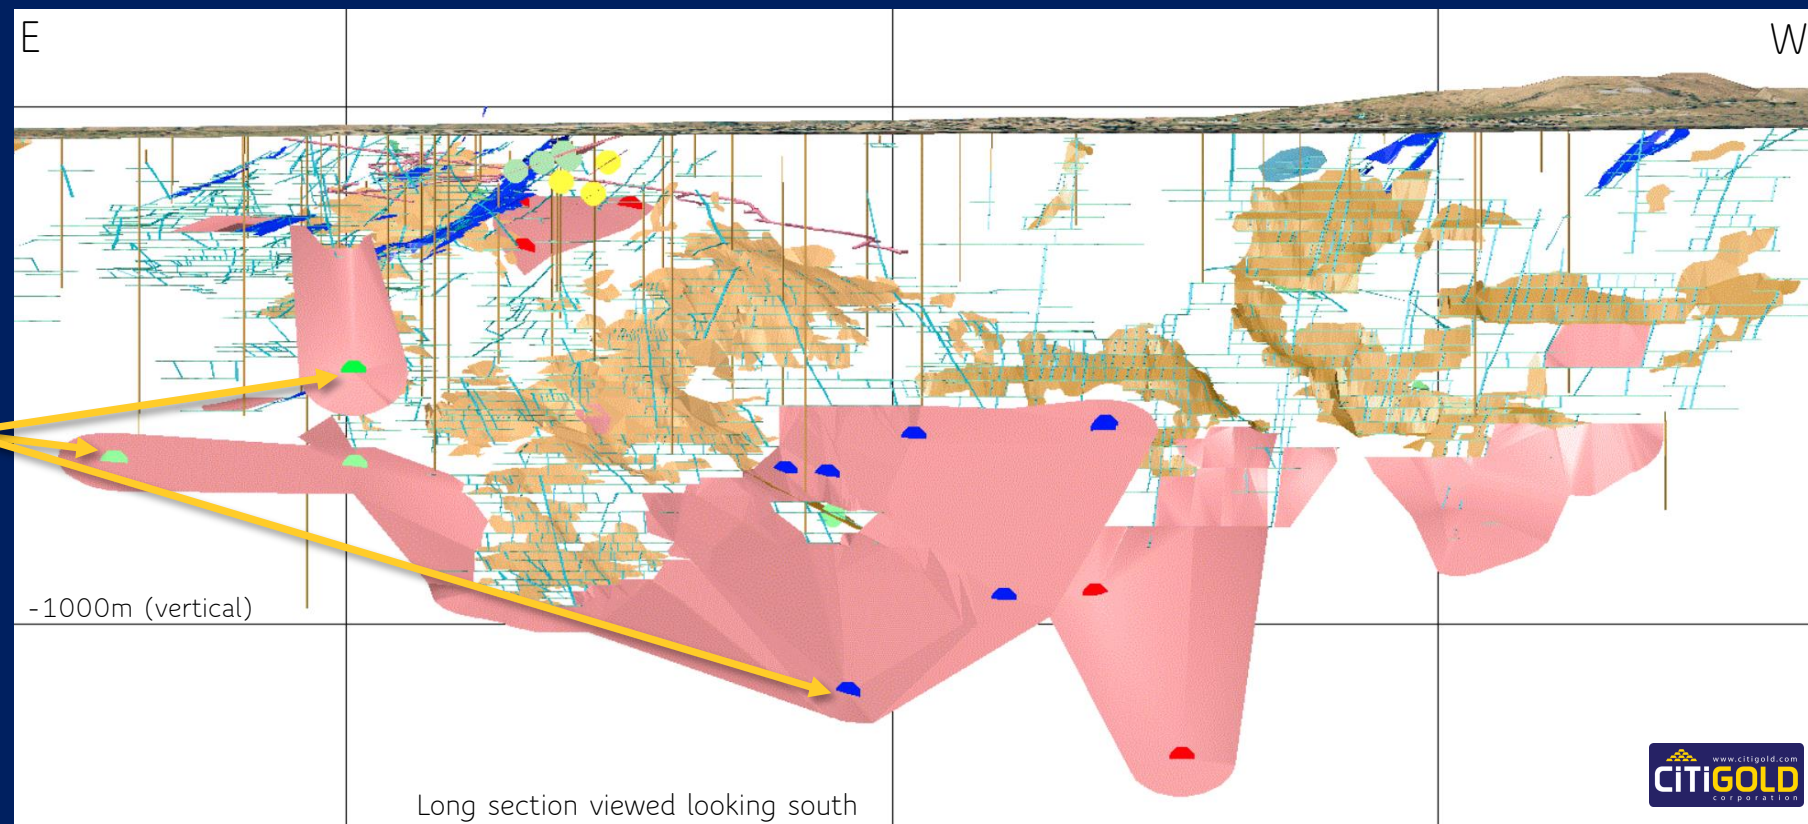 E
W
-1000m (vertical)
Long section viewed looking south
www.citigold.com
CITIGOLD
corporation